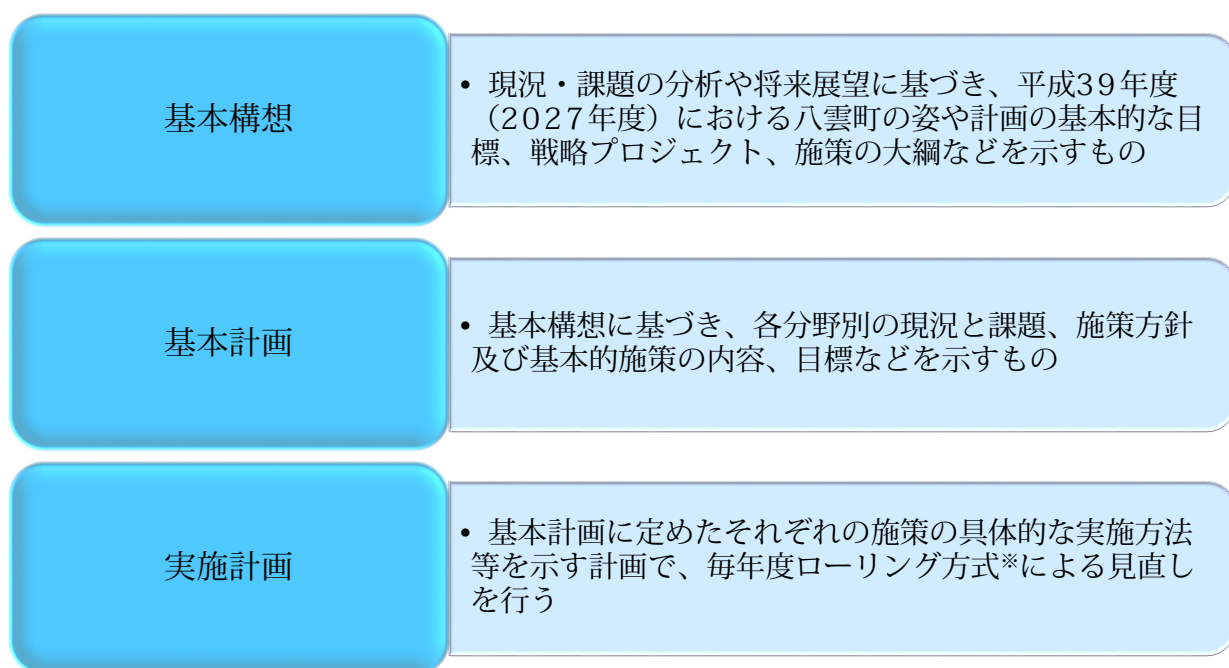 基本構想
• 現況・課題の分析や将来展望に基づき、平成39年度
（2027年度）における八雲町の姿や計画の基本的な目
標、戦略プロジェクト、施策の大綱などを示すもの
基本計画
• 基本構想に基づき、各分野別の現況と課題、施策方針
及び基本的施策の内容、目標などを示すもの
実施計画
• 基本計画に定めたそれぞれの施策の具体的な実施方法
等を示す計画で、毎年度ローリング方式※による見直し
を行う